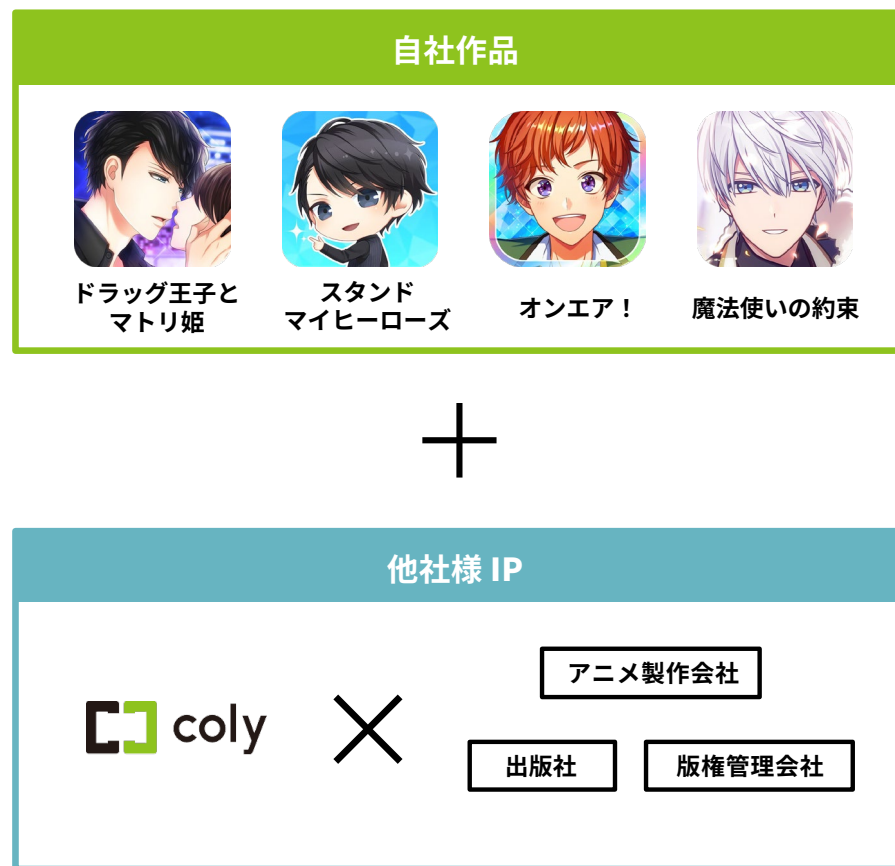 自社作品
ドラッグ王子と
マトリ姫
スタンド
マイヒーローズ
オンエア！
魔法使いの約束
他社様 IP
coly
アニメ製作会社
出版社
版権管理会社